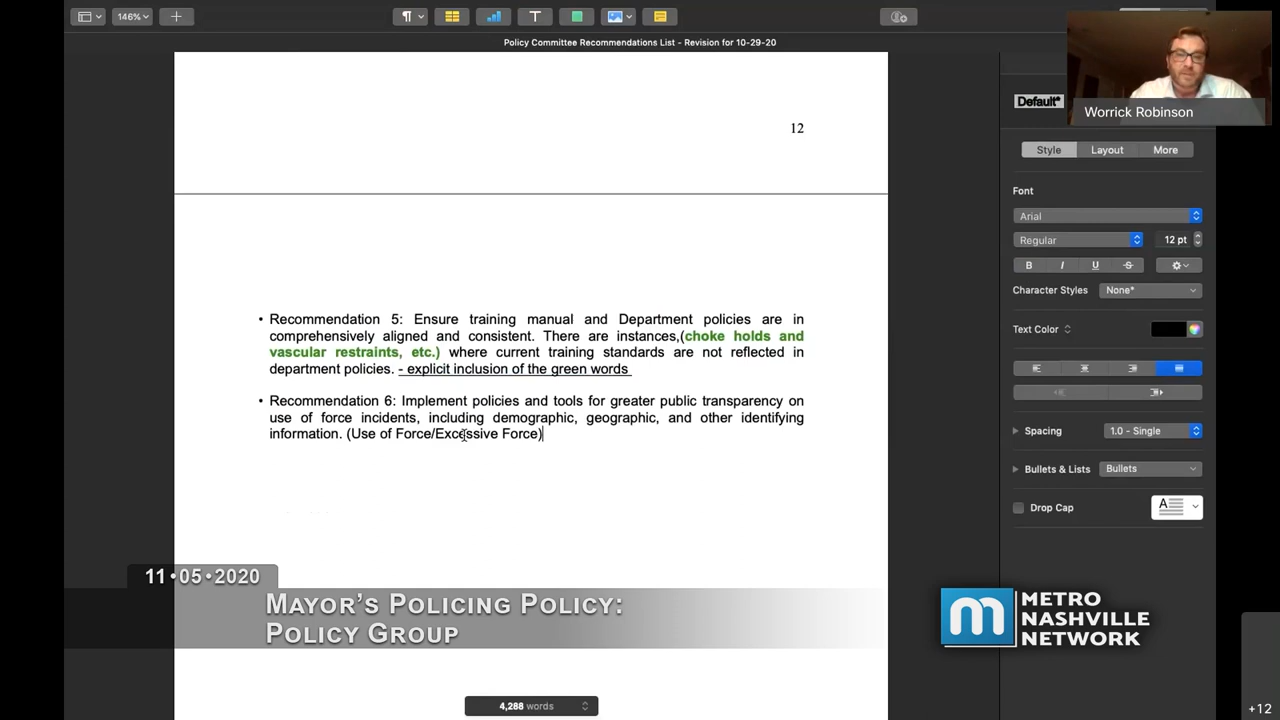 146%
Policy Committee Recommendations List - Revision for 10-29-20
Worrick Robinson
12
• Recommendation 5: Ensure training manual and Department policies are in
comprehensively aligned and consistent. There are instances,(choke holds and
vascular restraints, etc.) where current training standards are not reflected in
department policies. - explicit inclusion of the green words
• Recommendation 6: Implement policies and tools for greater public transparency on
use of force incidents, including demographic, geographic, and other identifying
information. (Use of Force/Excessive Force)
Default*
Style Layout More
Font
Arial
Regular 12 pt
B I U S
Character Styles None*
Text Color
Spacing 1.0 - Single
Bullets & Lists Bullets
Drop Cap A
11•05•2020
MAYOR'S POLICING POLICY:
POLICY GROUP
m METRO
NASHVILLE
NETWORK
4,288 words
+12